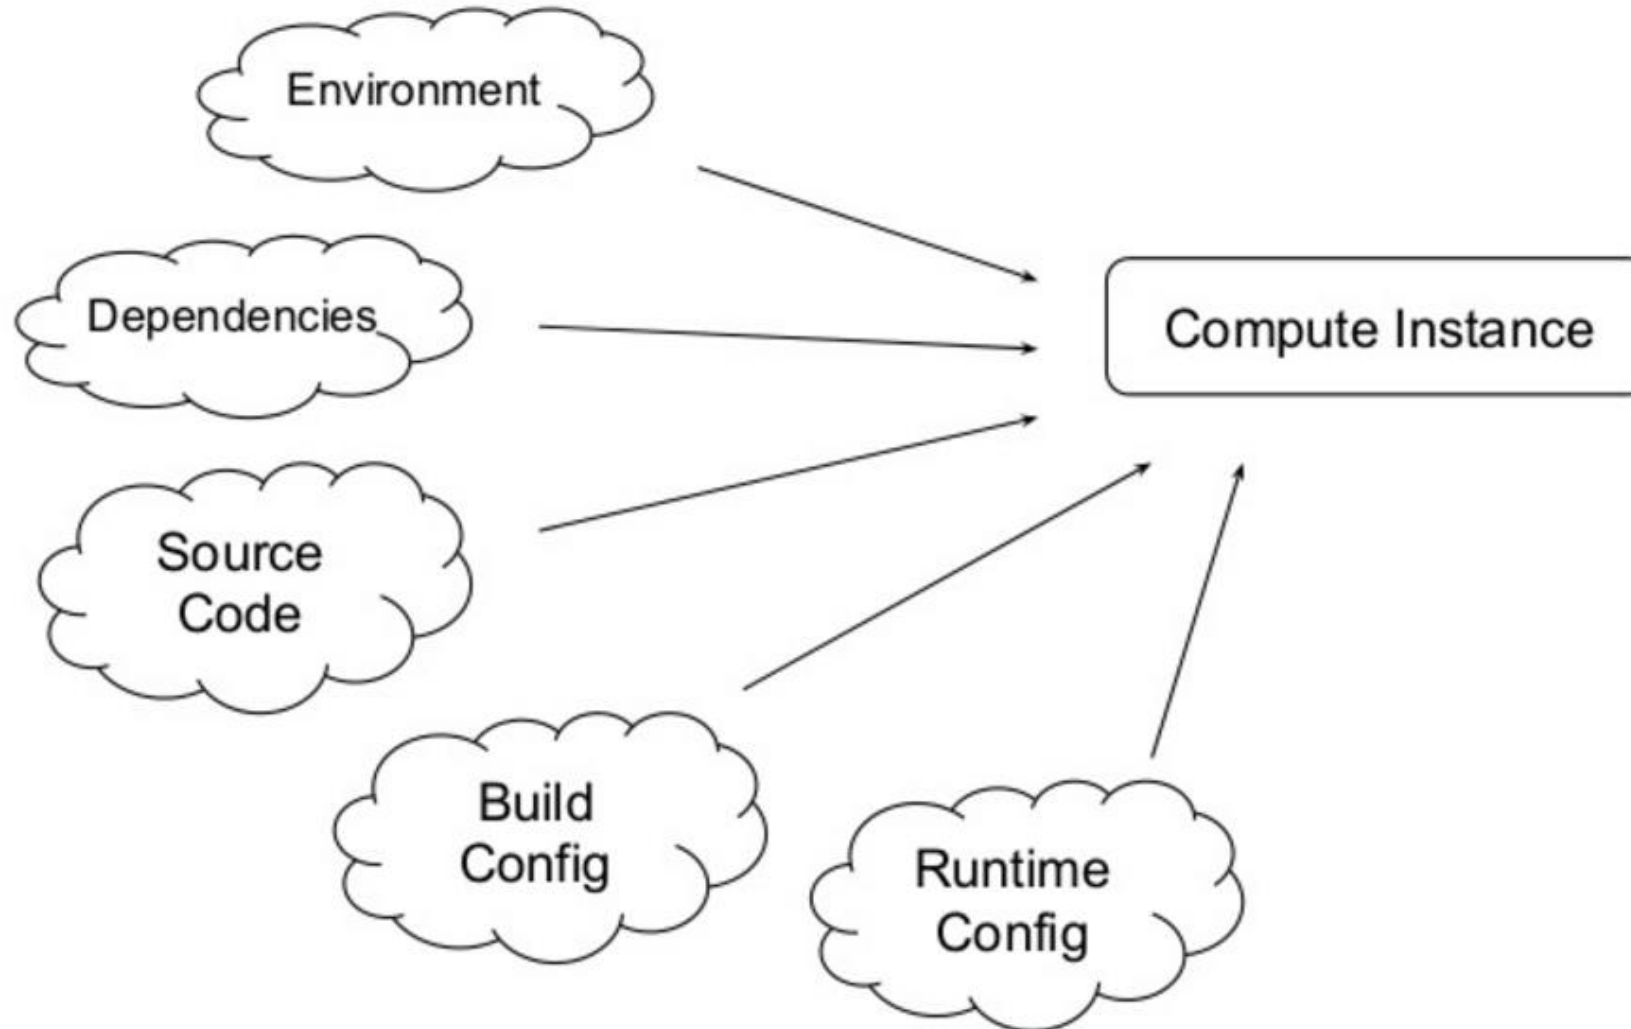 Environment
Dependencies
Compute Instance
Source
Code
Build
Config
Runtime
Config